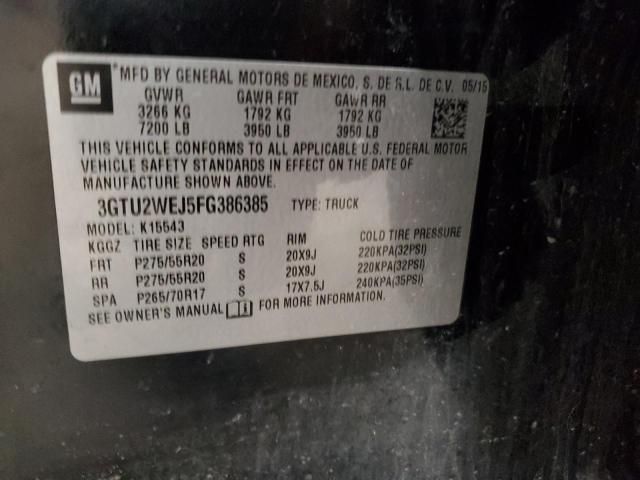 GM
*MFD BY GENERAL MOTORS DE MEXICO, S. DE R.L. DE C.V. 05/15
GVWR GAWR FRT GAWR RR
3266 KG 1792 KG 1792 KG
7200 LB 3950 LB 3950 LB
THIS VEHICLE CONFORMS TO ALL APPLICABLE U.S. FEDERAL MOTOR
VEHICLE SAFETY STANDARDS IN EFFECT ON THE DATE OF
MANUFACTURE SHOWN ABOVE.
3GTU2WEJ5FG386385 TYPE: TRUCK
MODEL: K15543
KGGZ TIRE SIZE SPEED RTG RIM COLD TIRE PRESSURE
FRT P275/55R20 S 20X9J 220KPA(32PSI)
RR P275/55R20 S 20X9J 220KPA(32PSI)
SPA P265/70R17 S 17X7.5J 240KPA(35PSI)
SEE OWNER'S MANUAL FOR MORE INFORMATION.